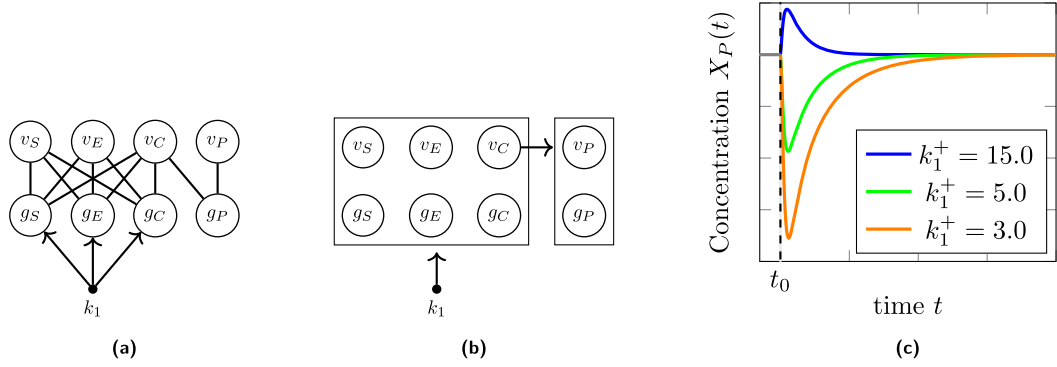 v_S v_E v_C v_P
g_S g_E g_C g_P
k_1
(a)
v_S v_E v_C v_P
g_S g_E g_C g_P
k_1
(b)
Concentration X_P(t)
k_1^+ = 15.0
k_1^+ = 5.0
k_1^+ = 3.0
t_0
time t
(c)